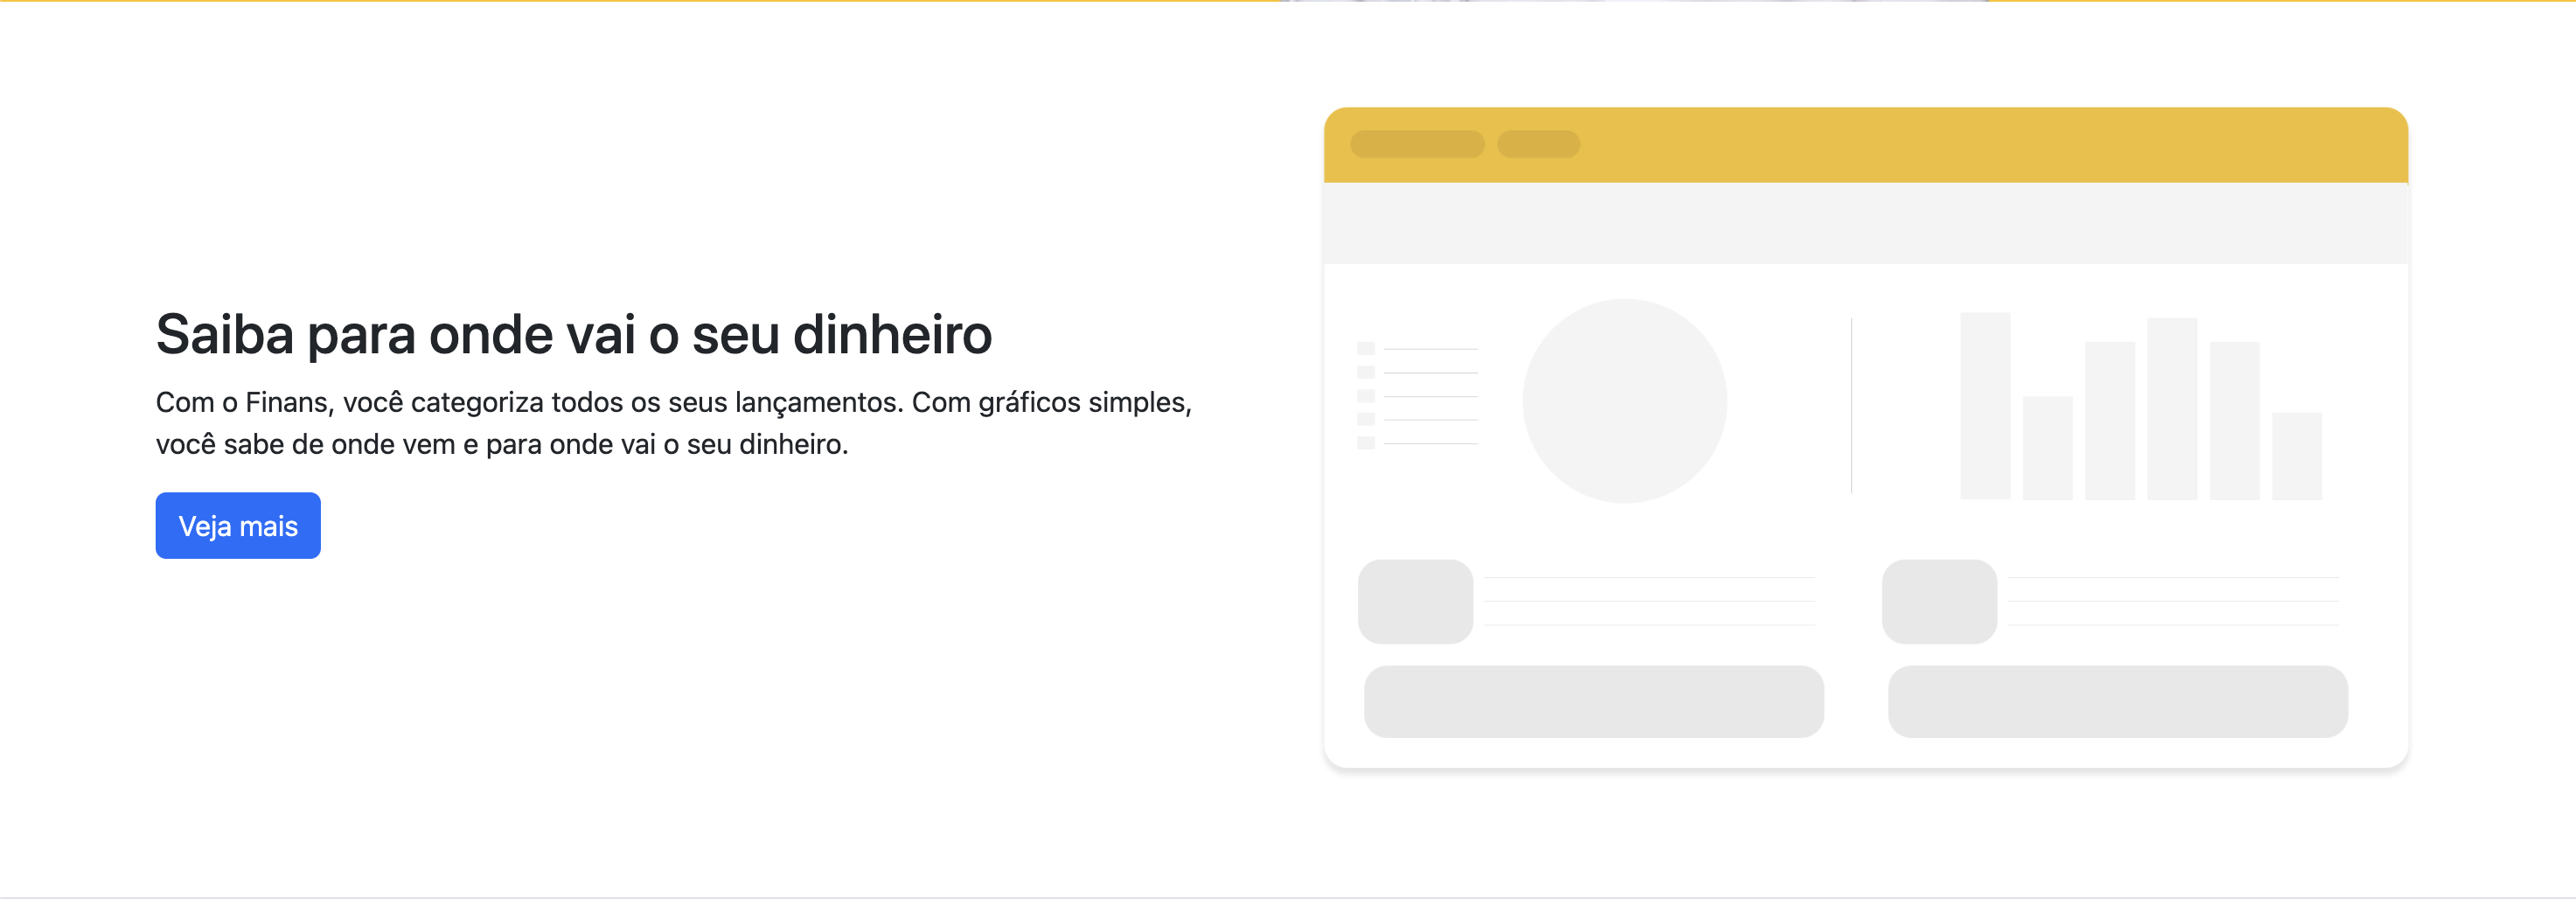 Saiba para onde vai o seu dinheiro
Com o Finans, você categoriza todos os seus lançamentos. Com gráficos simples,
você sabe de onde vem e para onde vai o seu dinheiro.
Veja mais